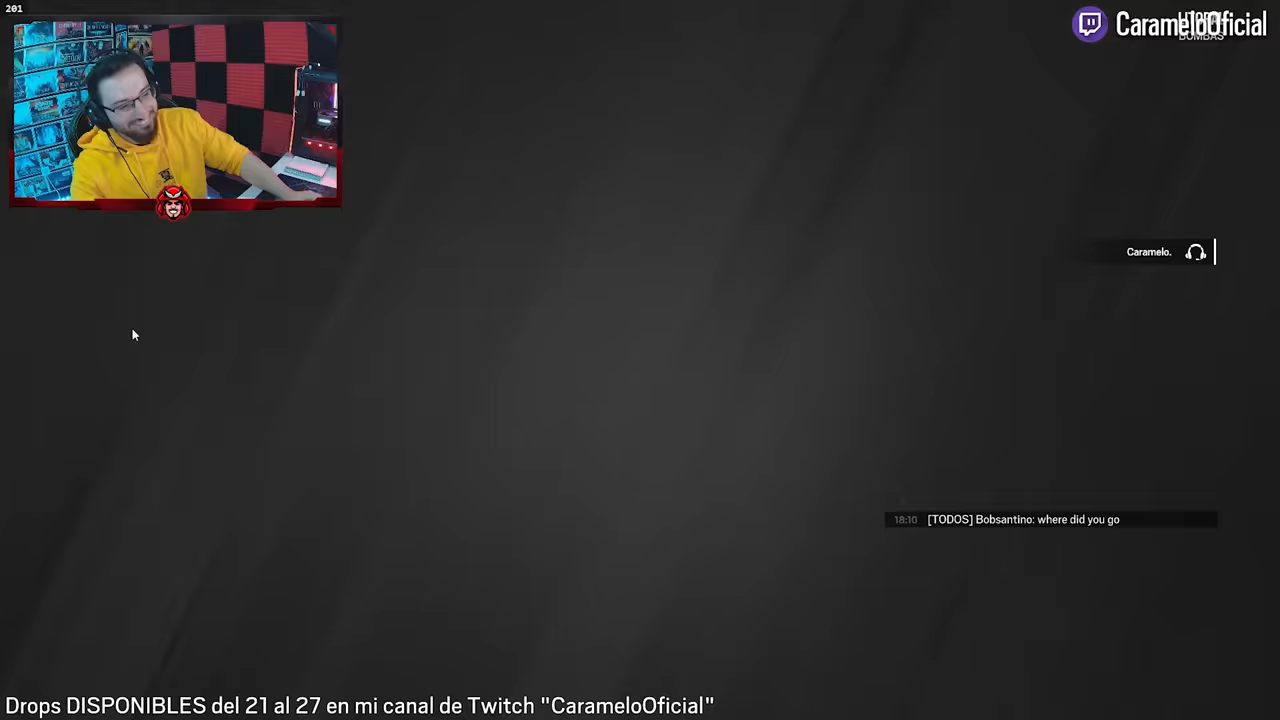 201
CarameloOficial
BOMBAS
Caramelo.
18:10 [TODOS] Bobsantino: where did you go
Drops DISPONIBLES del 21 al 27 en mi canal de Twitch "CarameloOficial"